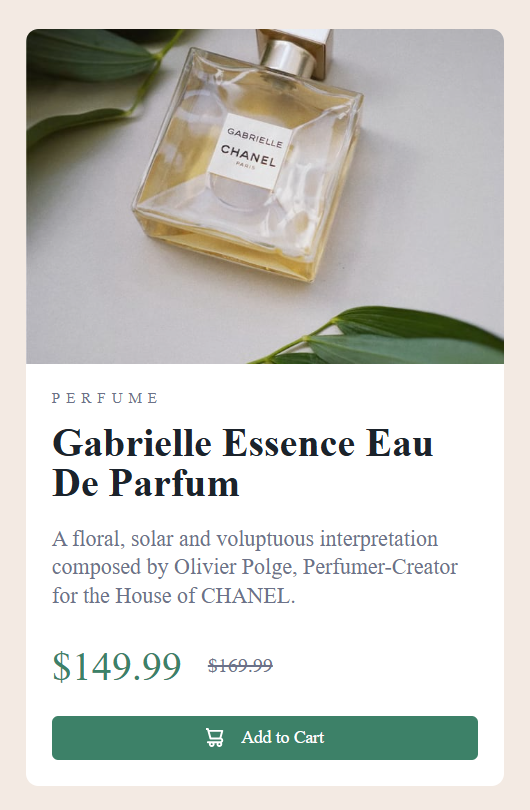 GABRIELLE
CHANEL
PARIS
PERFUME
Gabrielle Essence Eau
De Parfum
A floral, solar and voluptuous interpretation
composed by Olivier Polge, Perfumer-Creator
for the House of CHANEL.
$149.99 $169.99
Add to Cart